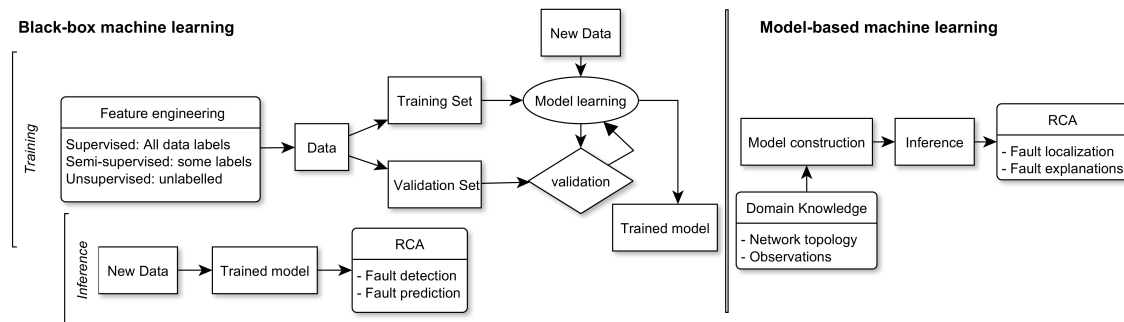 Black-box machine learning
Training
Feature engineering
Supervised: All data labels
Semi-supervised: some labels
Unsupervised: unlabelled
Data
Training Set
Validation Set
New Data
Model learning
validation
Trained model
Inference
New Data
Trained model
RCA
- Fault detection
- Fault prediction
Model-based machine learning
Model construction
Inference
RCA
- Fault localization
- Fault explanations
Domain Knowledge
- Network topology
- Observations